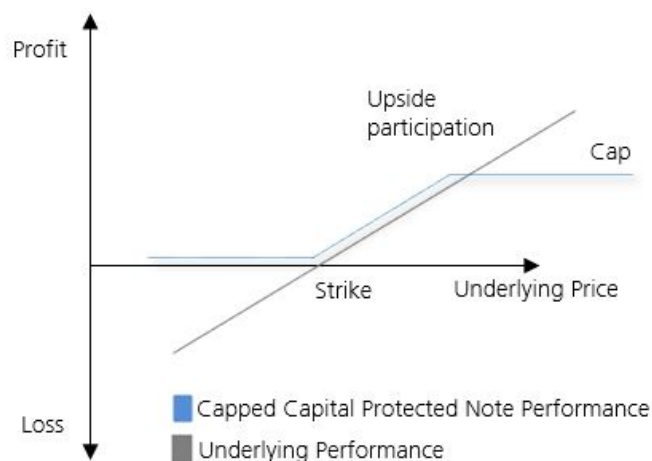 Profit
Upside
participation
Cap
Strike
Underlying Price
Loss
Capped Capital Protected Note Performance
Underlying Performance